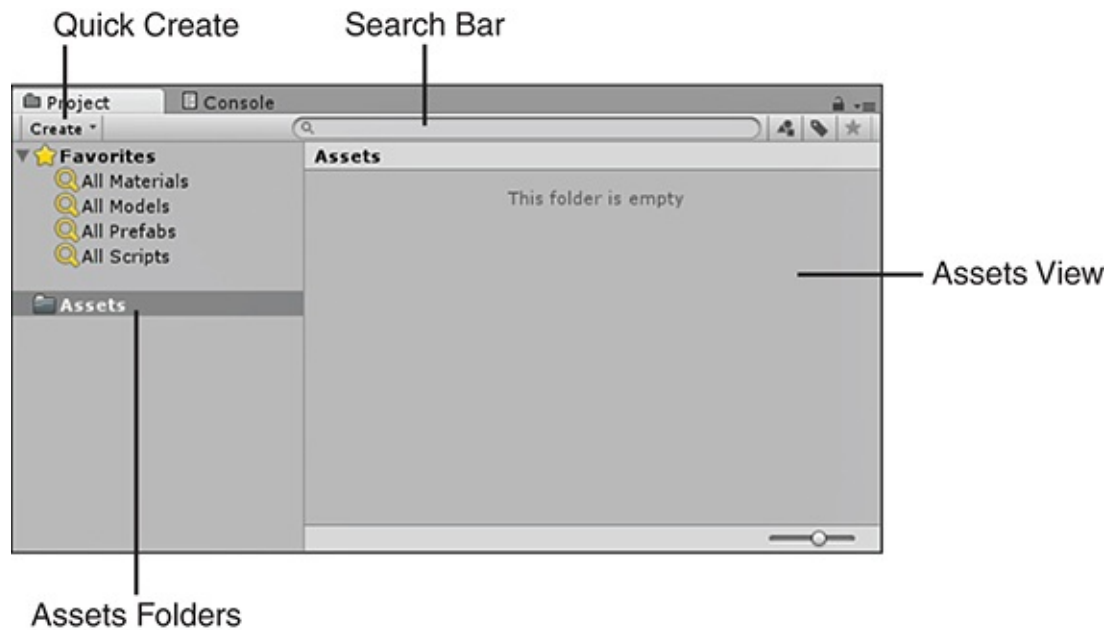 Quick Create
Search Bar
Project
Console
Create
Favorites
All Materials
All Models
All Prefabs
All Scripts
Assets
Assets
This folder is empty
Assets View
Assets Folders